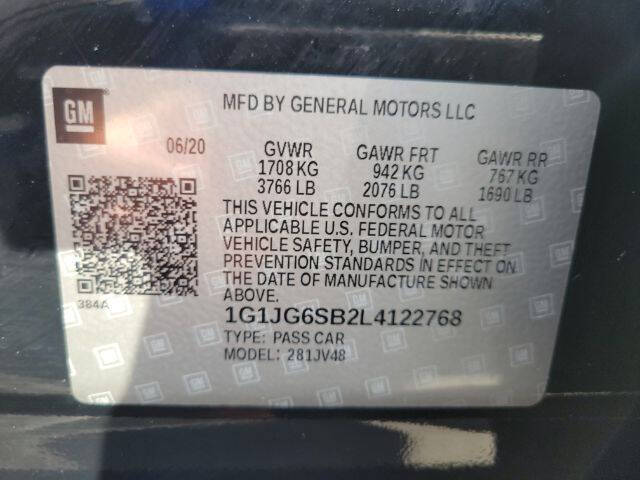 GM
MFD BY GENERAL MOTORS LLC
06/20 GVWR GAWR FRT GAWR RR
1708 KG 942 KG 767 KG
3766 LB 2076 LB 1690 LB
THIS VEHICLE CONFORMS TO ALL
APPLICABLE U.S. FEDERAL MOTOR
VEHICLE SAFETY, BUMPER, AND THEFT
PREVENTION STANDARDS IN EFFECT ON
THE DATE OF MANUFACTURE SHOWN
ABOVE.
384A
1G1JG6SB2L4122768
TYPE: PASS CAR
MODEL: 281JV48